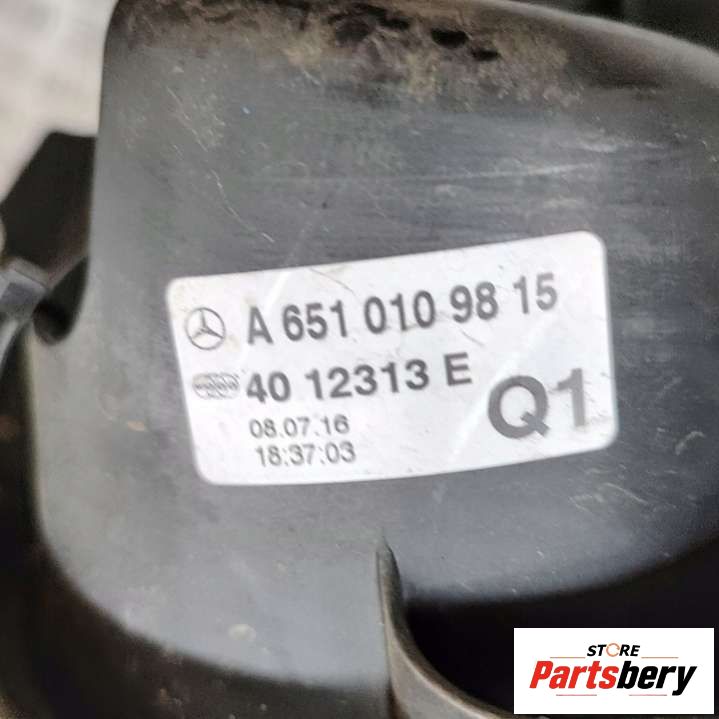 A 651 010 98 15
40 12313 E
Q1
08.07.16
18:37:03
STORE
Partsbery